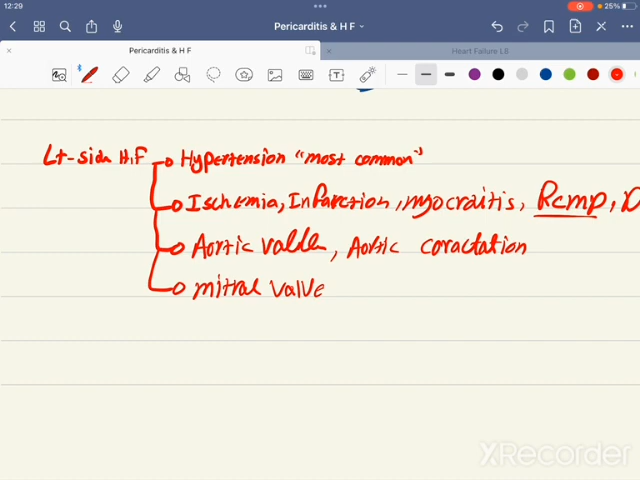 12:29
25%
Pericarditis & H F
Pericarditis & H F
Heart Failure L8
Lt-side H.F
Hypertension "most common"
Ischemia, Infarction, myocraitis, Rcmp, D
Aortic valve, Aortic coractation
mitral valve
XRecorder